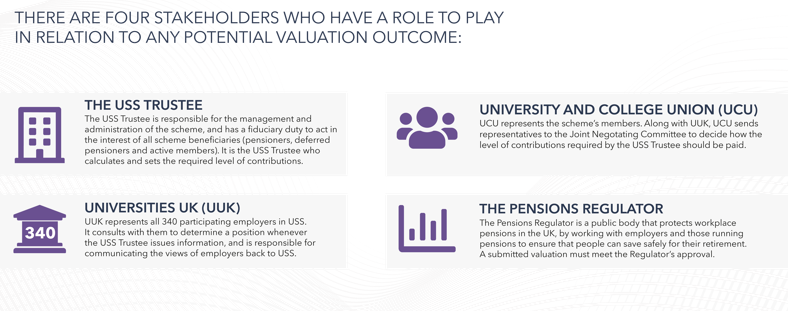 THERE ARE FOUR STAKEHOLDERS WHO HAVE A ROLE TO PLAY
IN RELATION TO ANY POTENTIAL VALUATION OUTCOME:
THE USS TRUSTEE
The USS Trustee is responsible for the management and
administration of the scheme, and has a fiduciary duty to act in
the interest of all scheme beneficiaries (pensioners, deferred
pensioners and active members). It is the USS Trustee who
calculates and sets the required level of contributions.
UNIVERSITY AND COLLEGE UNION (UCU)
UCU represents the scheme's members. Along with UUK, UCU sends
representatives to the Joint Negotating Committee to decide how the
level of contributions required by the USS Trustee should be paid.
340
UNIVERSITIES UK (UUK)
UUK represents all 340 participating employers in USS.
It consults with them to determine a position whenever
the USS Trustee issues information, and is responsible for
communicating the views of employers back to USS.
THE PENSIONS REGULATOR
The Pensions Regulator is a public body that protects workplace
pensions in the UK, by working with employers and those running
pensions to ensure that people can save safely for their retirement.
A submitted valuation must meet the Regulator's approval.